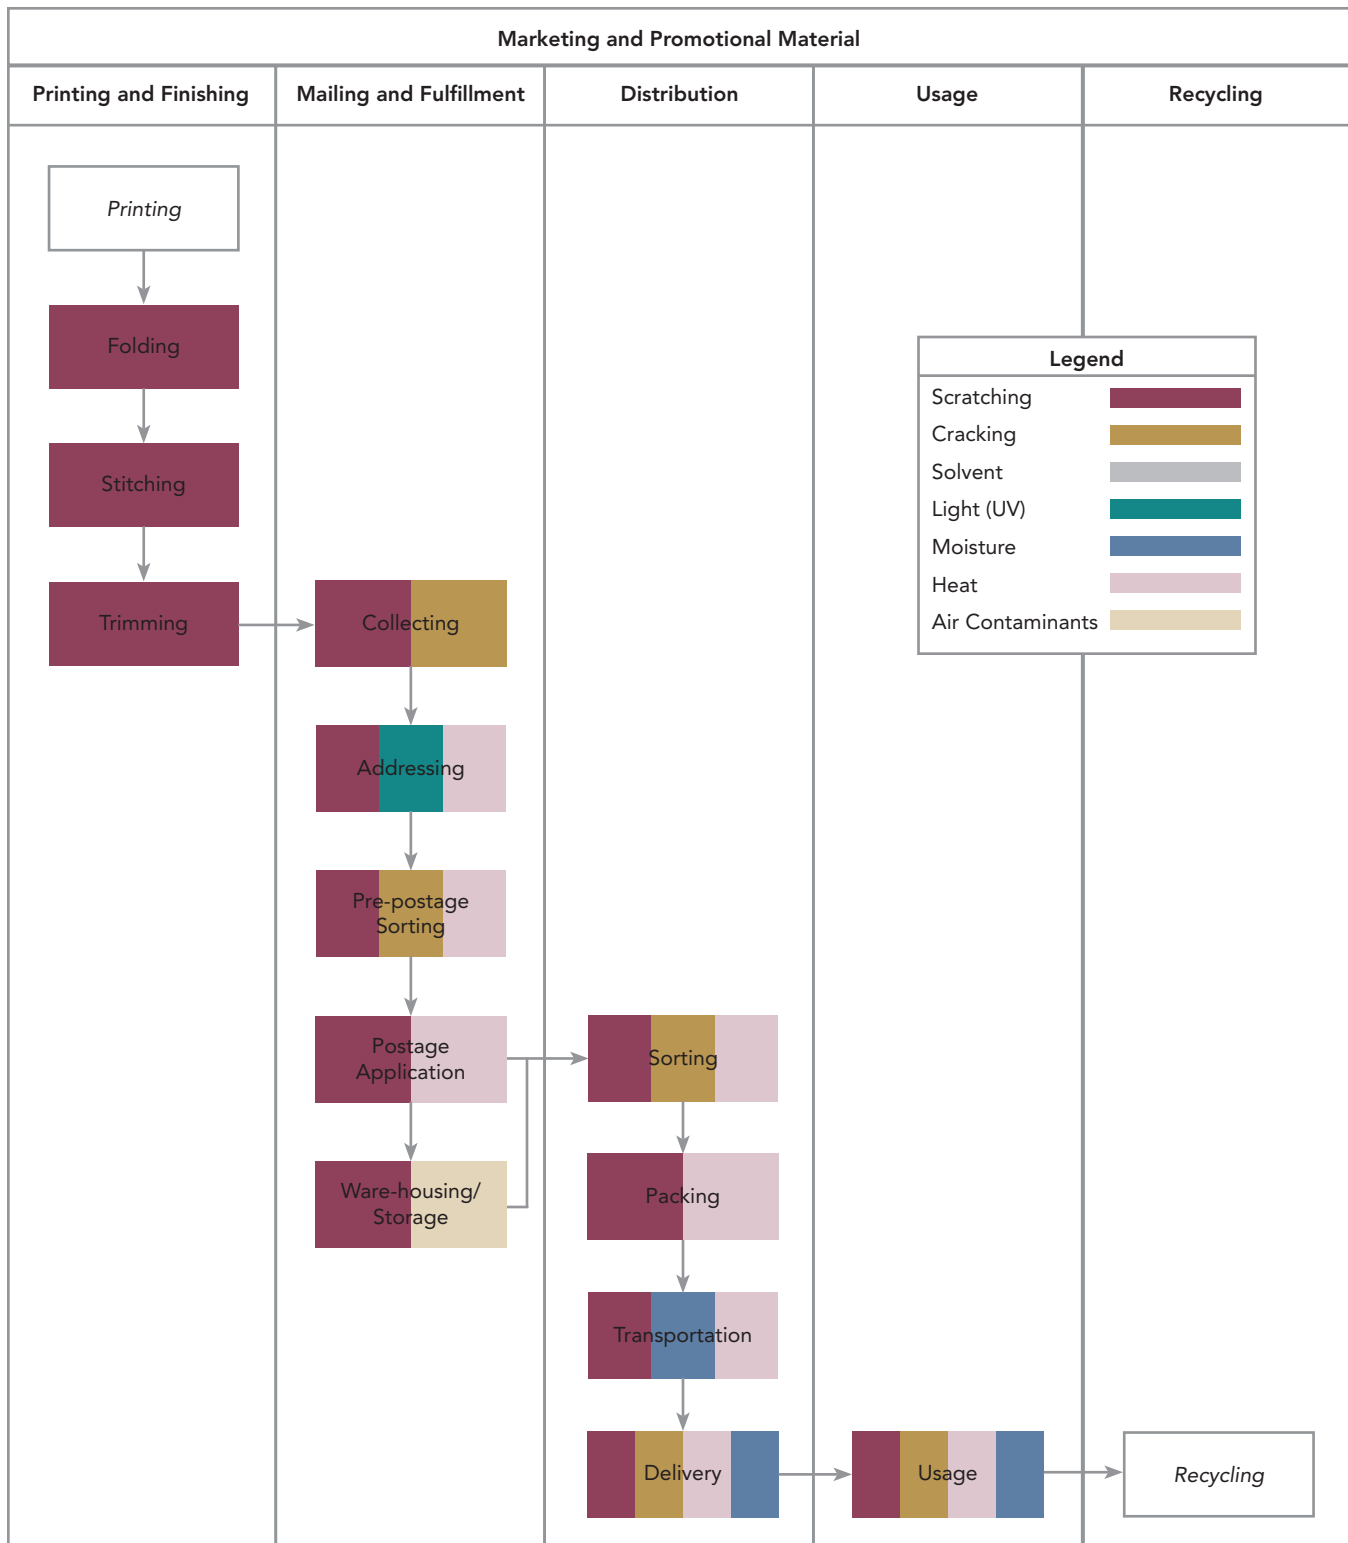 Marketing and Promotional Material
Printing and Finishing
Mailing and Fulfillment
Distribution
Usage
Recycling
Printing
Folding
Stitching
Trimming
Collecting
Addressing
Pre-postage
Sorting
Postage
Application
Ware-housing/
Storage
Sorting
Packing
Transportation
Delivery
Usage
Recycling
Legend
Scratching
Cracking
Solvent
Light (UV)
Moisture
Heat
Air Contaminants